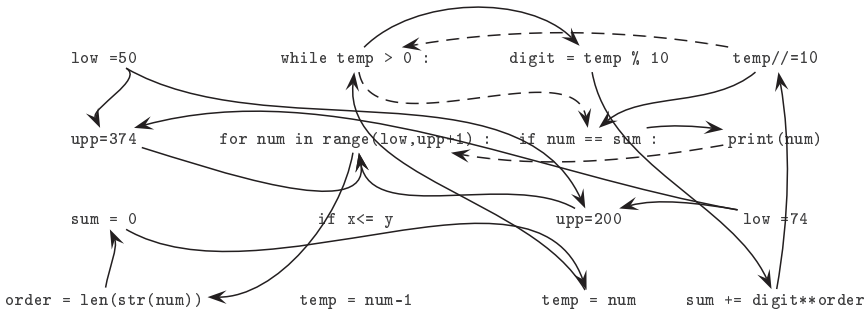 low =50    while temp > 0 :    digit = temp % 10    temp//=10
upp=374    for num in range(low,upp+1) :    if num == sum :    print(num)
sum = 0    if x<= y    upp=200    low =74
order = len(str(num))    temp = num-1    temp = num    sum += digit**order